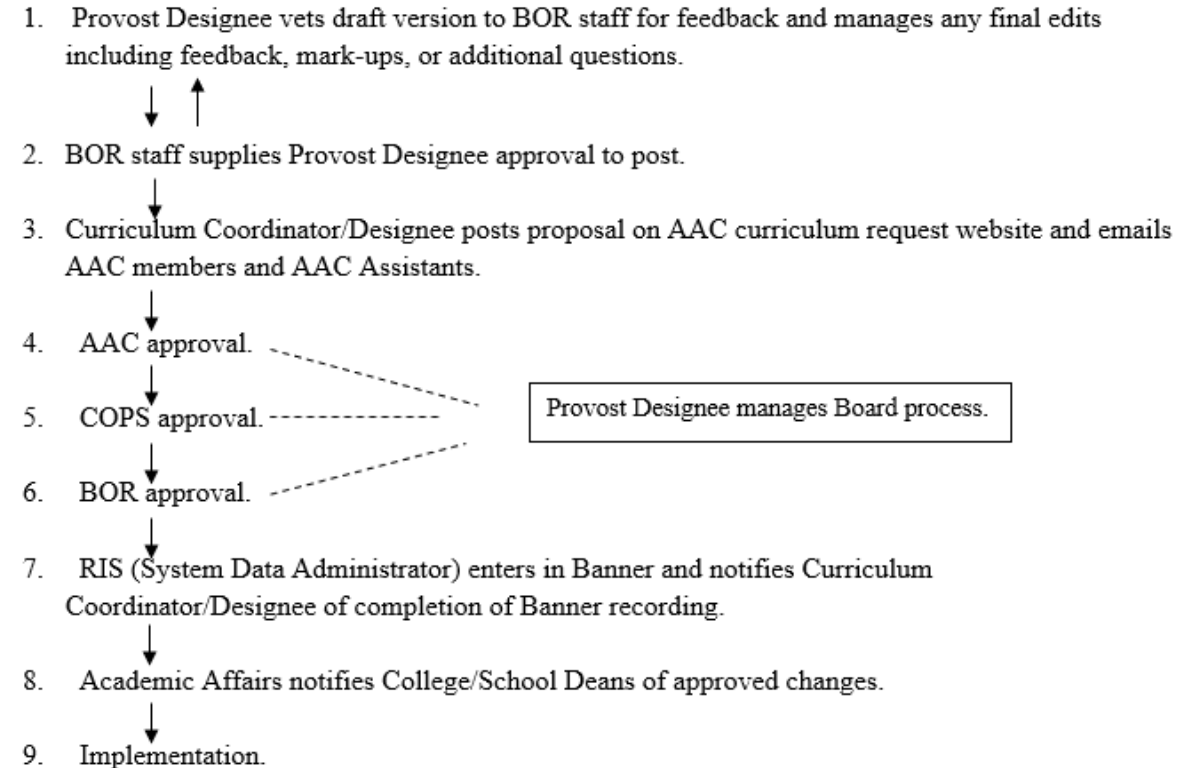 1. Provost Designee vets draft version to BOR staff for feedback and manages any final edits
including feedback, mark-ups, or additional questions.
2. BOR staff supplies Provost Designee approval to post.
3. Curriculum Coordinator/Designee posts proposal on AAC curriculum request website and emails
AAC members and AAC Assistants.
4. AAC approval.
5. COPS approval.
Provost Designee manages Board process.
6. BOR approval.
7. RIS (System Data Administrator) enters in Banner and notifies Curriculum
Coordinator/Designee of completion of Banner recording.
8. Academic Affairs notifies College/School Deans of approved changes.
9. Implementation.